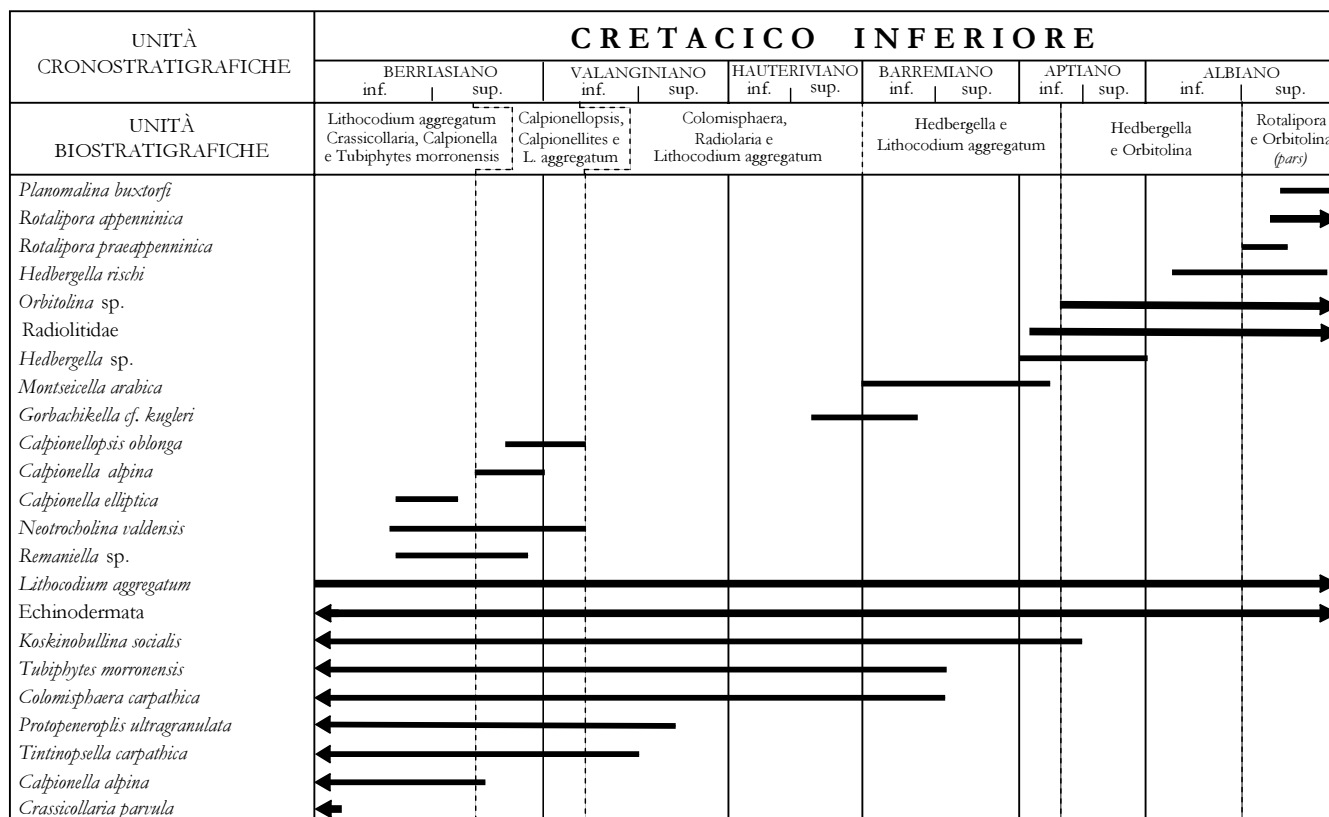 UNITÀ
CRONOSTRATIGRAFICHE
CRETACICO INFERIORE
BERRIASIANO VALANGINIANO HAUTERIVIANO BARREMIANO APTIANO ALBIANO
inf. sup. inf. sup. inf. sup. inf. sup. inf. sup. inf. sup.
UNITÀ
BIOSTRATIGRAFICHE
Lithocodium aggregatum
Crassicollaria, Calpionella
e Tubiphytes morronensis
Calpionellopsis,
Calpionellites e
L. aggregatum
Colomisphaera,
Radiolaria e
Lithocodium aggregatum
Hedbergella e
Lithocodium aggregatum
Hedbergella
e Orbitolina
Rotalipora
e Orbitolina
(pars)
Planomalina buxtorfi
Rotalipora appenninica
Rotalipora praeappenninica
Hedbergella rischi
Orbitolina sp.
Radiolitidae
Hedbergella sp.
Montseicella arabica
Gorbachikella cf. kugleri
Calpionellopsis oblonga
Calpionella alpina
Calpionella elliptica
Neotrocholina valdensis
Remaniella sp.
Lithocodium aggregatum
Echinodermata
Koskinobullina socialis
Tubiphytes morronensis
Colomisphaera carpathica
Protopeneroplis ultragranulata
Tintinopsella carpathica
Calpionella alpina
Crassicollaria parvula